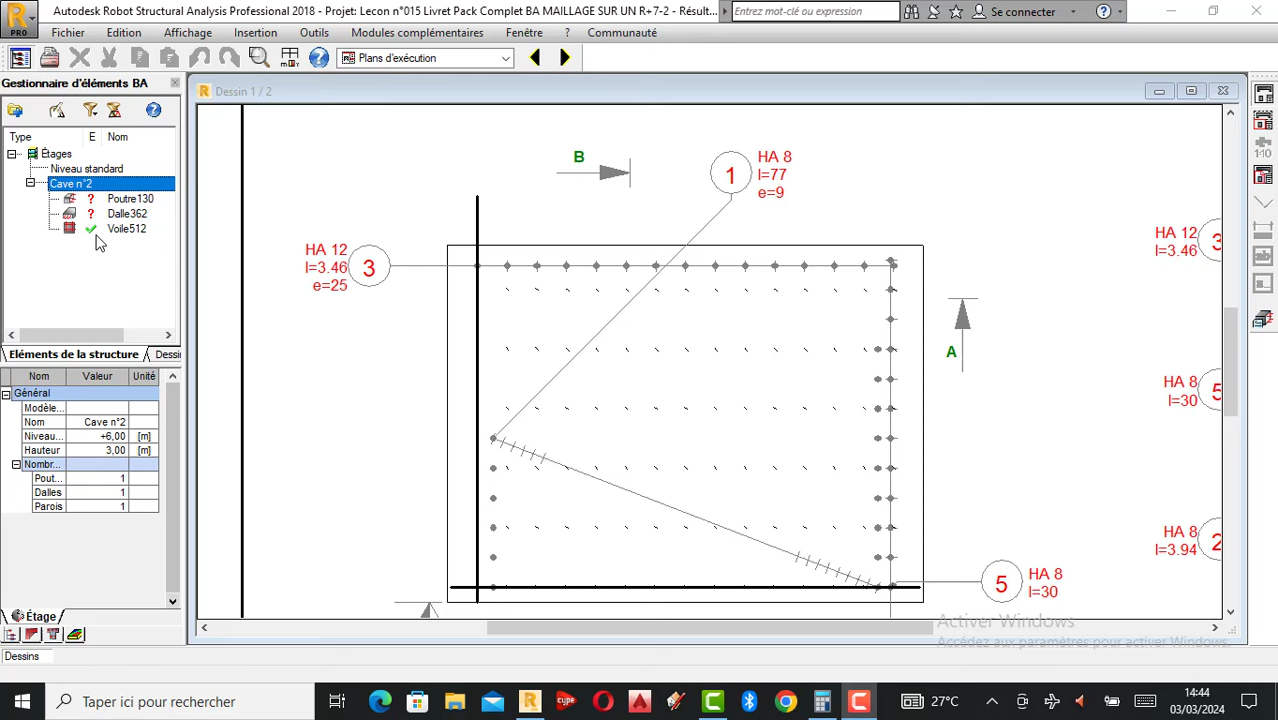 Autodesk Robot Structural Analysis Professional 2018 - Projet: Lecon n°015 Livret Pack Complet BA MAILLAGE SUR UN R+7-2 - Résult...
Entrez mot-clé ou expression
Se connecter
PRO
Fichier Edition Affichage Insertion Outils Modules complémentaires Fenêtre ? Communauté
Plans d'exécution
Gestionnaire d'éléments BA
Type E Nom
Étages
Niveau standard
Cave n°2
? Poutre130
? Dalle362
Voile512
Eléments de la structure Dessi
Nom Valeur Unité
Général
Modèle...
Nom Cave n°2
Niveau... +6,00 [m]
Hauteur 3,00 [m]
Nombr...
Pout... 1
Dalles 1
Parois 1
Étage
Dessins
Dessin 1 / 2
B
1
HA 8
l=77
e=9
HA 12
l=3.46
e=25
3
A
5
HA 8
l=30
HA 12
l=3.46
3
HA 8
l=30
5
HA 8
l=3.94
2
Activer Windows
Accédez aux paramètres pour activer Windows.
Taper ici pour rechercher
27°C
14:44
03/03/2024